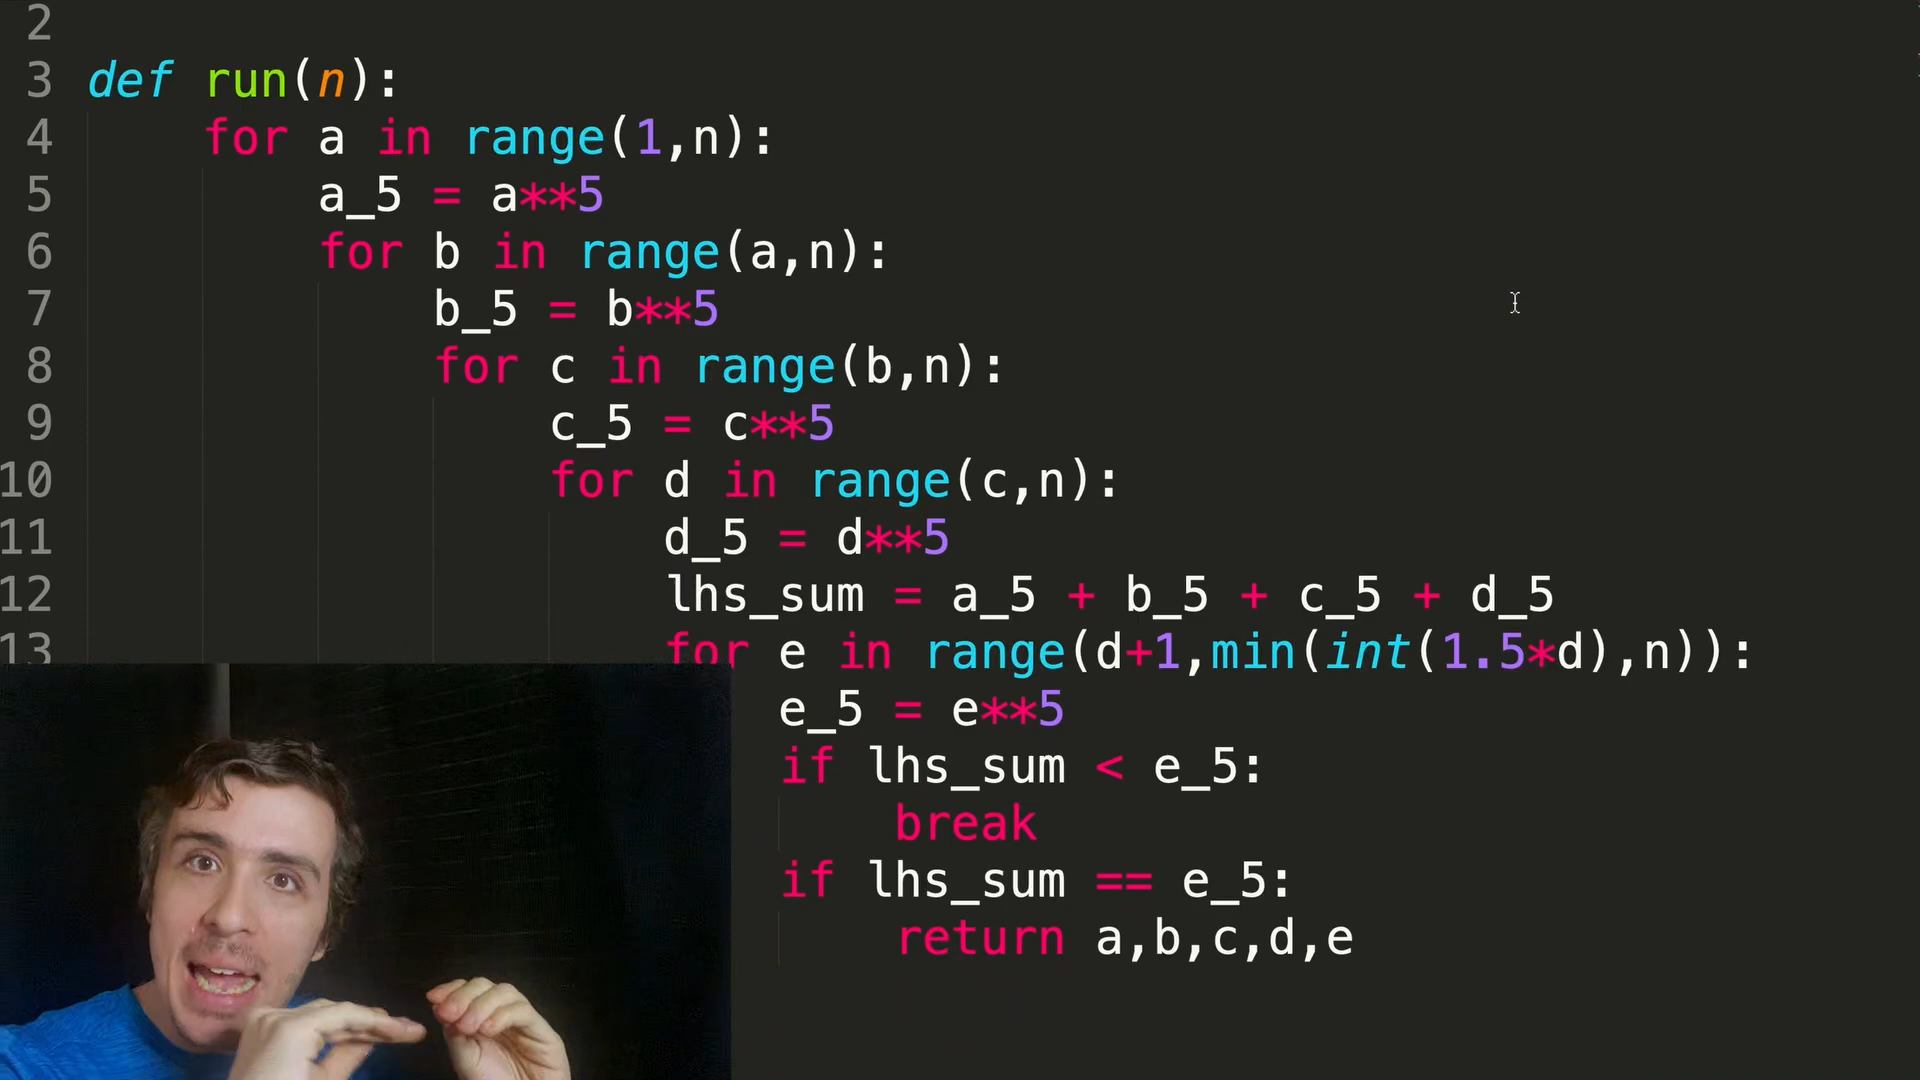 2
3 def run(n):
4 for a in range(1,n):
5 a_5 = a**5
6 for b in range(a,n):
7 b_5 = b**5
8 for c in range(b,n):
9 c_5 = c**5
10 for d in range(c,n):
11 d_5 = d**5
12 lhs_sum = a_5 + b_5 + c_5 + d_5
13 for e in range(d+1,min(int(1.5*d),n)):
e_5 = e**5
if lhs_sum < e_5:
break
if lhs_sum == e_5:
return a,b,c,d,e